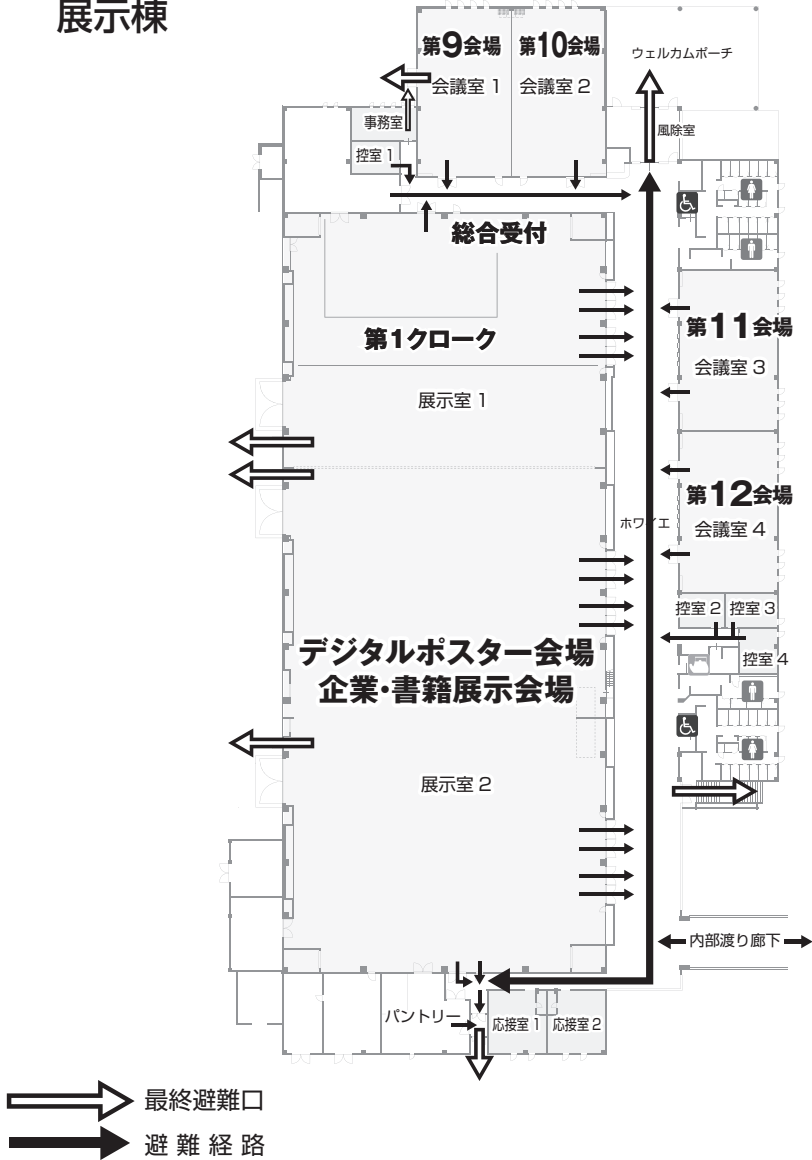 展示棟
第9会場
第10会場
会議室 1
会議室 2
ウェルカムポーチ
事務室
風除室
控室 1
総合受付
第1クローク
第11会場
会議室 3
展示室 1
第12会場
会議室 4
ホワイエ
控室 2
控室 3
控室 4
デジタルポスター会場
企業・書籍展示会場
展示室 2
内部渡り廊下
パントリー
応接室 1
応接室 2
最終避難口
避難経路